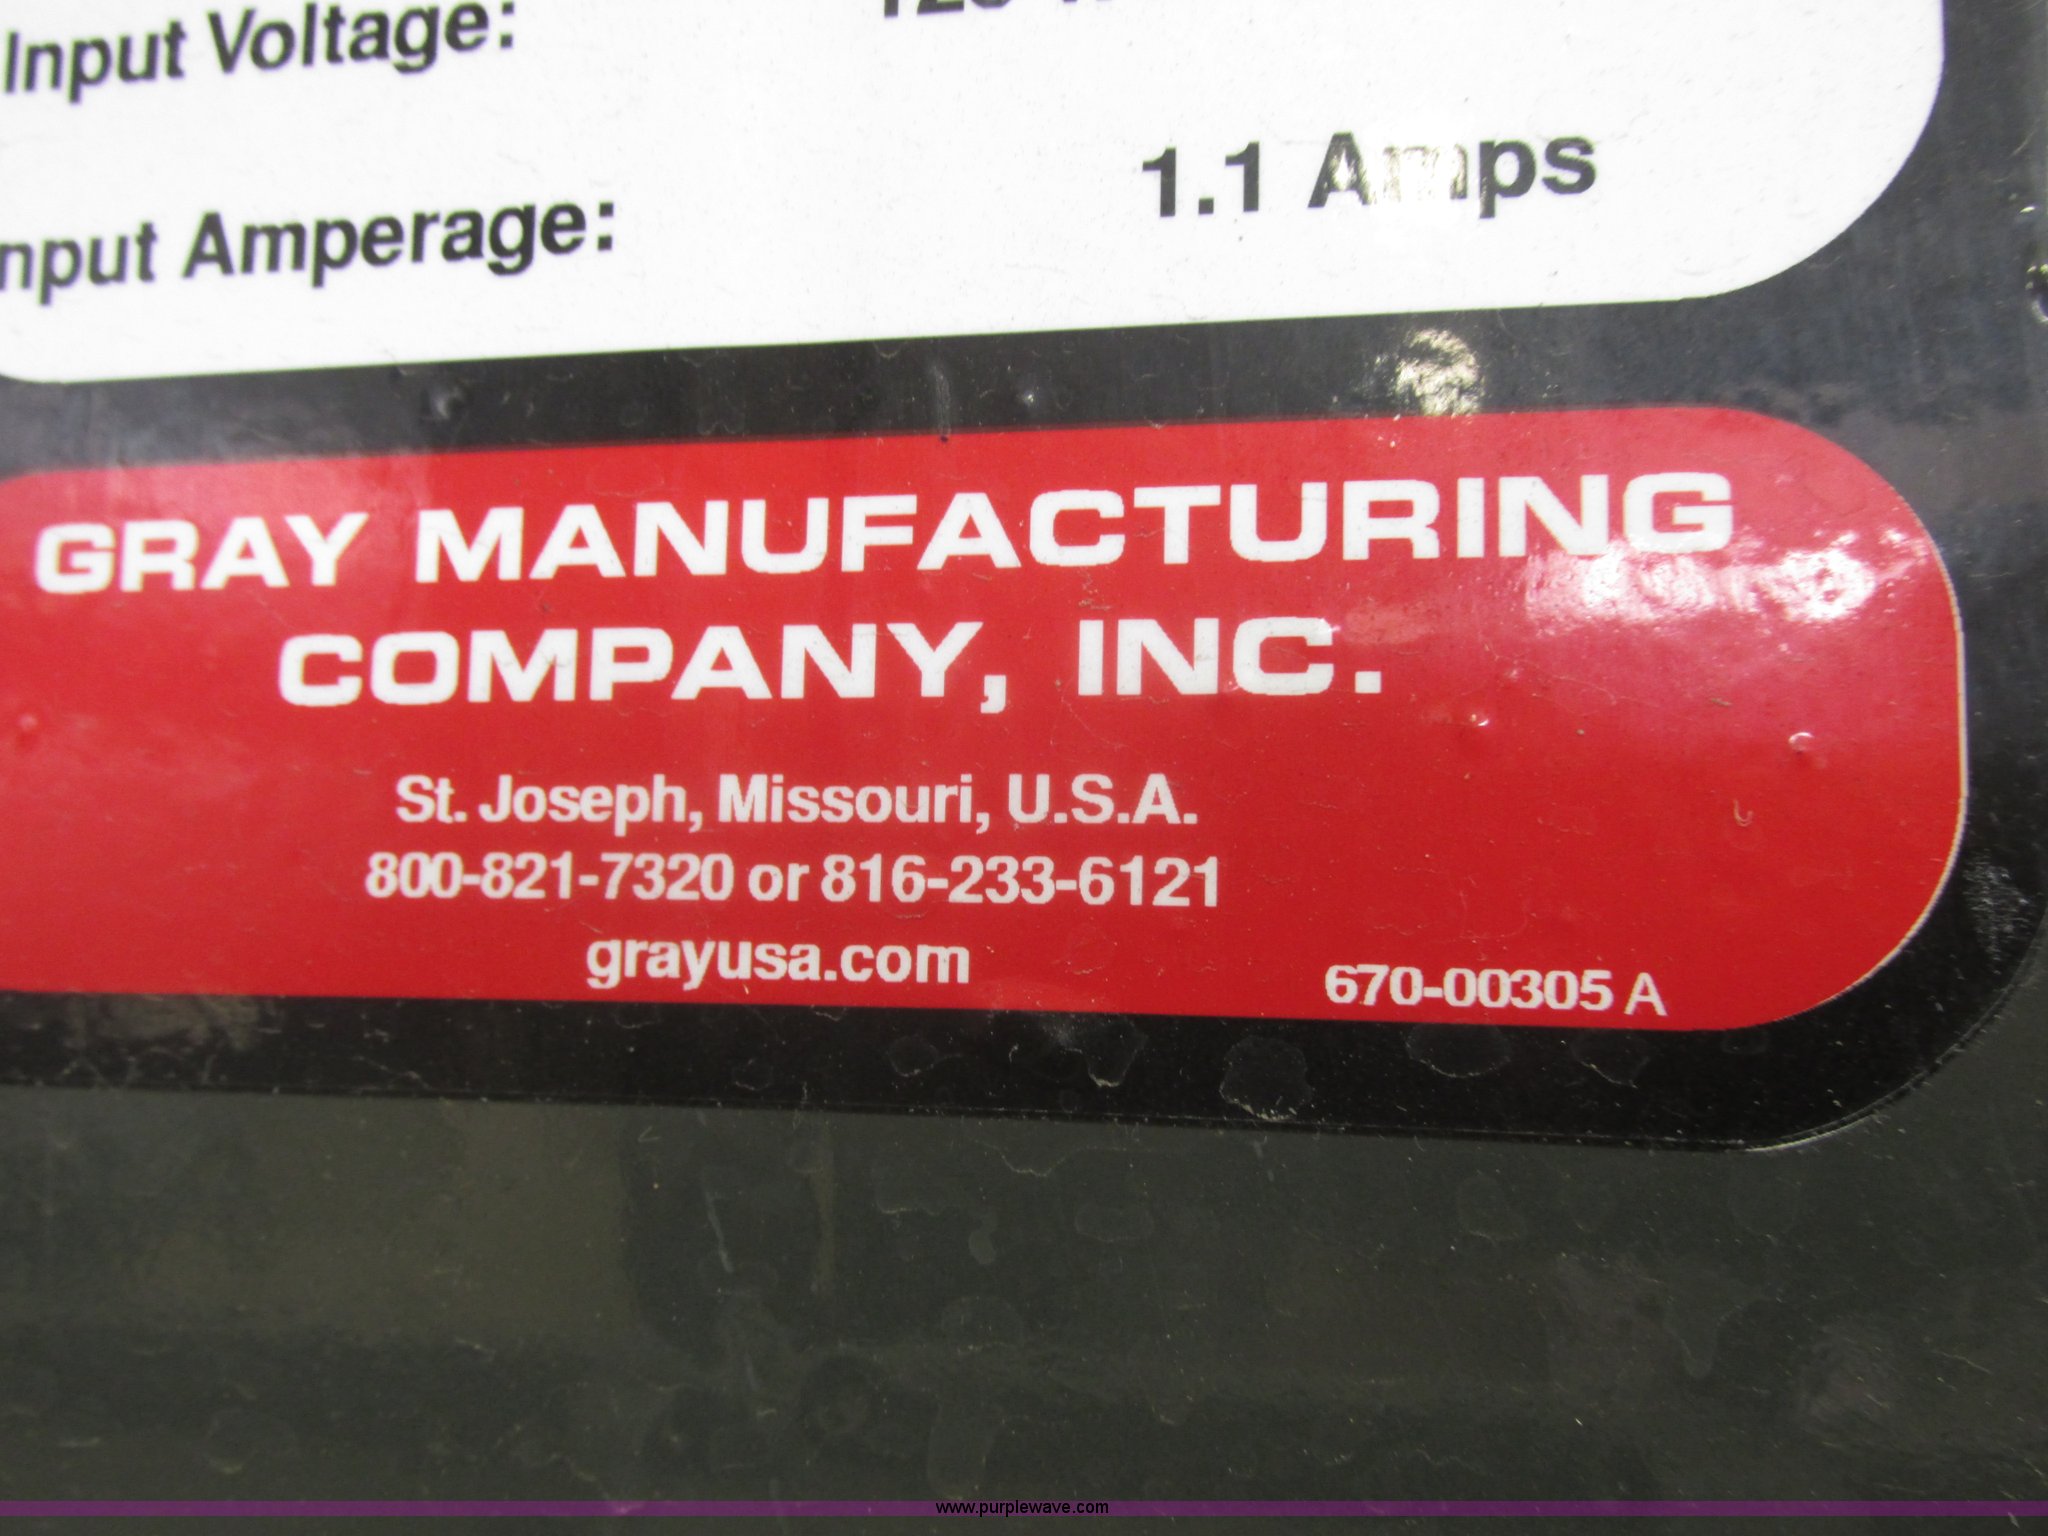 Input Voltage:
Input Amperage: 1.1 Amps
GRAY MANUFACTURING
COMPANY, INC.
St. Joseph, Missouri, U.S.A.
800-821-7320 or 816-233-6121
grayusa.com
670-00305 A
www.purplewave.com